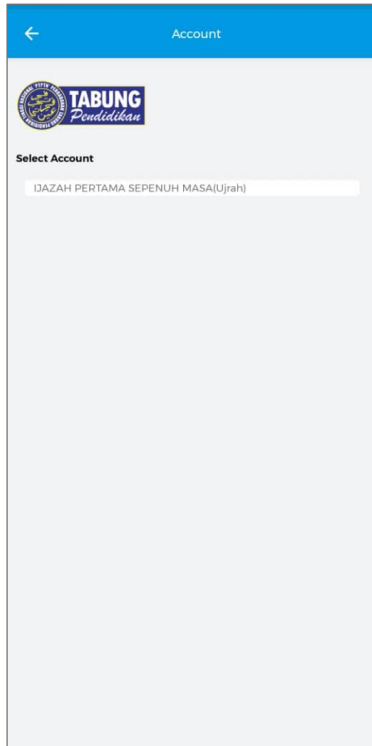 Account
TABUNG
Pendidikan
Select Account
IJAZAH PERTAMA SEPENUH MASA(Ujrah)